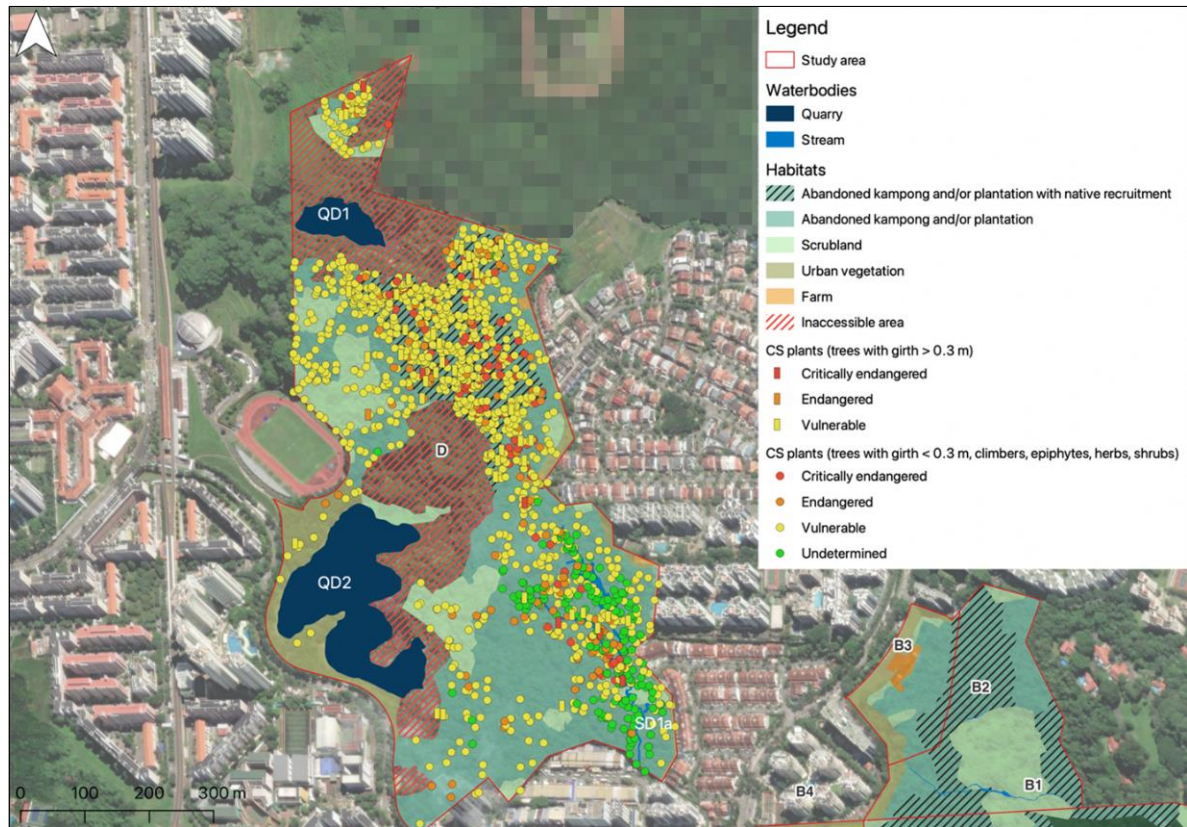 Legend
Study area
Waterbodies
Quarry
Stream
Habitats
Abandoned kampong and/or plantation with native recruitment
Abandoned kampong and/or plantation
Scrubland
Urban vegetation
Farm
Inaccessible area
CS plants (trees with girth > 0.3 m)
Critically endangered
Endangered
Vulnerable
CS plants (trees with girth < 0.3 m, climbers, epiphytes, herbs, shrubs)
Critically endangered
Endangered
Vulnerable
Undetermined
QD1
D
QD2
SD1a
B3
B2
B1
B4
0 100 200 300 m